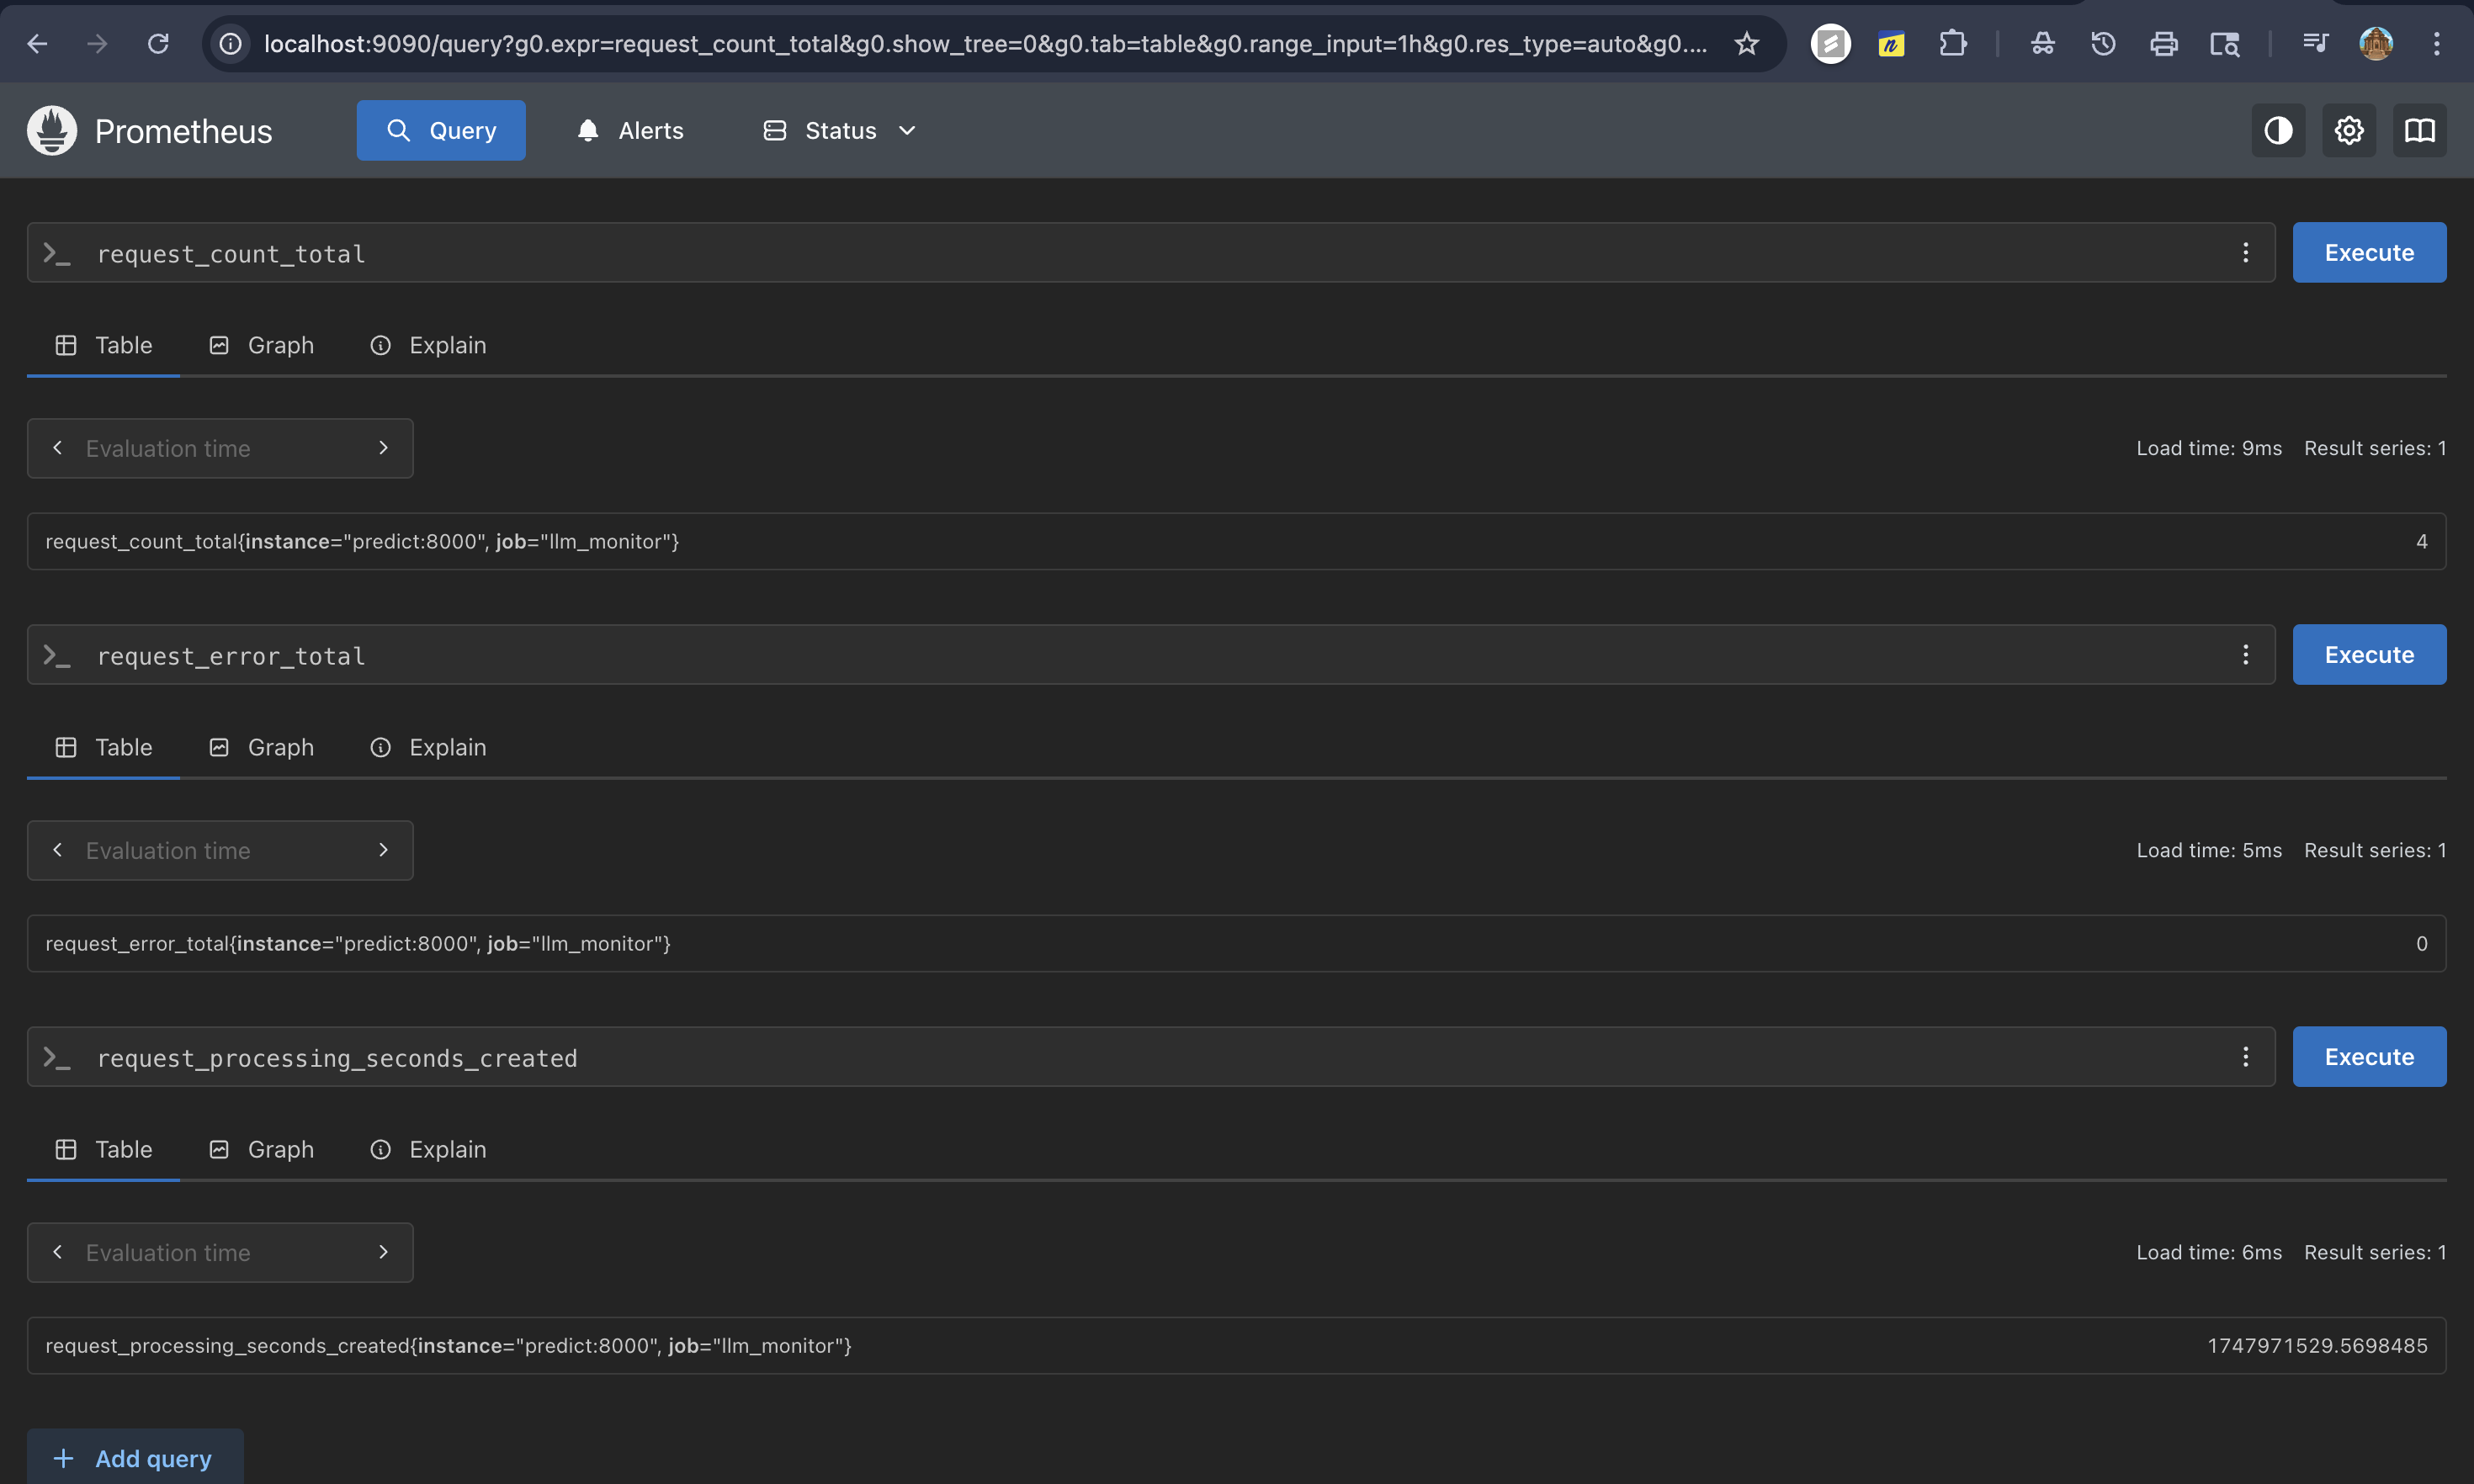 localhost:9090/query?g0.expr=request_count_total&g0.show_tree=0&g0.tab=table&g0.range_input=1h&g0.res_type=auto&g0....
Prometheus Query Alerts Status
request_count_total Execute
Table Graph Explain
Evaluation time Load time: 9ms Result series: 1
request_count_total{instance="predict:8000", job="llm_monitor"} 4
request_error_total Execute
Table Graph Explain
Evaluation time Load time: 5ms Result series: 1
request_error_total{instance="predict:8000", job="llm_monitor"} 0
request_processing_seconds_created Execute
Table Graph Explain
Evaluation time Load time: 6ms Result series: 1
request_processing_seconds_created{instance="predict:8000", job="llm_monitor"} 1747971529.5698485
Add query